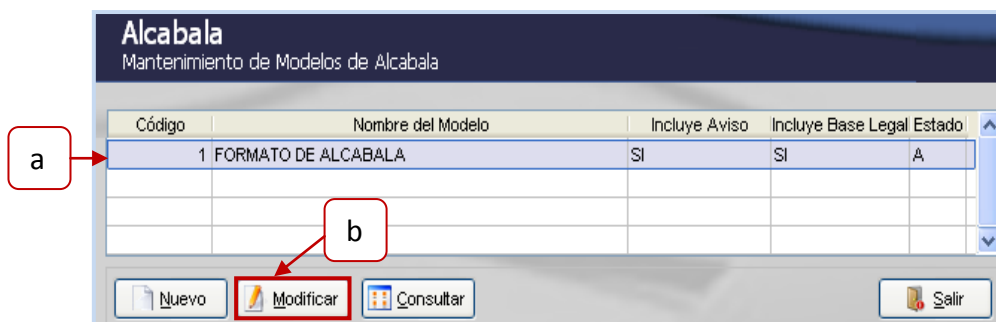 Alcabala
Mantenimiento de Modelos de Alcabala
Código Nombre del Modelo Incluye Aviso Incluye Base Legal Estado
a
1 FORMATO DE ALCABALA SI SI A
b
Nuevo Modificar Consultar Salir